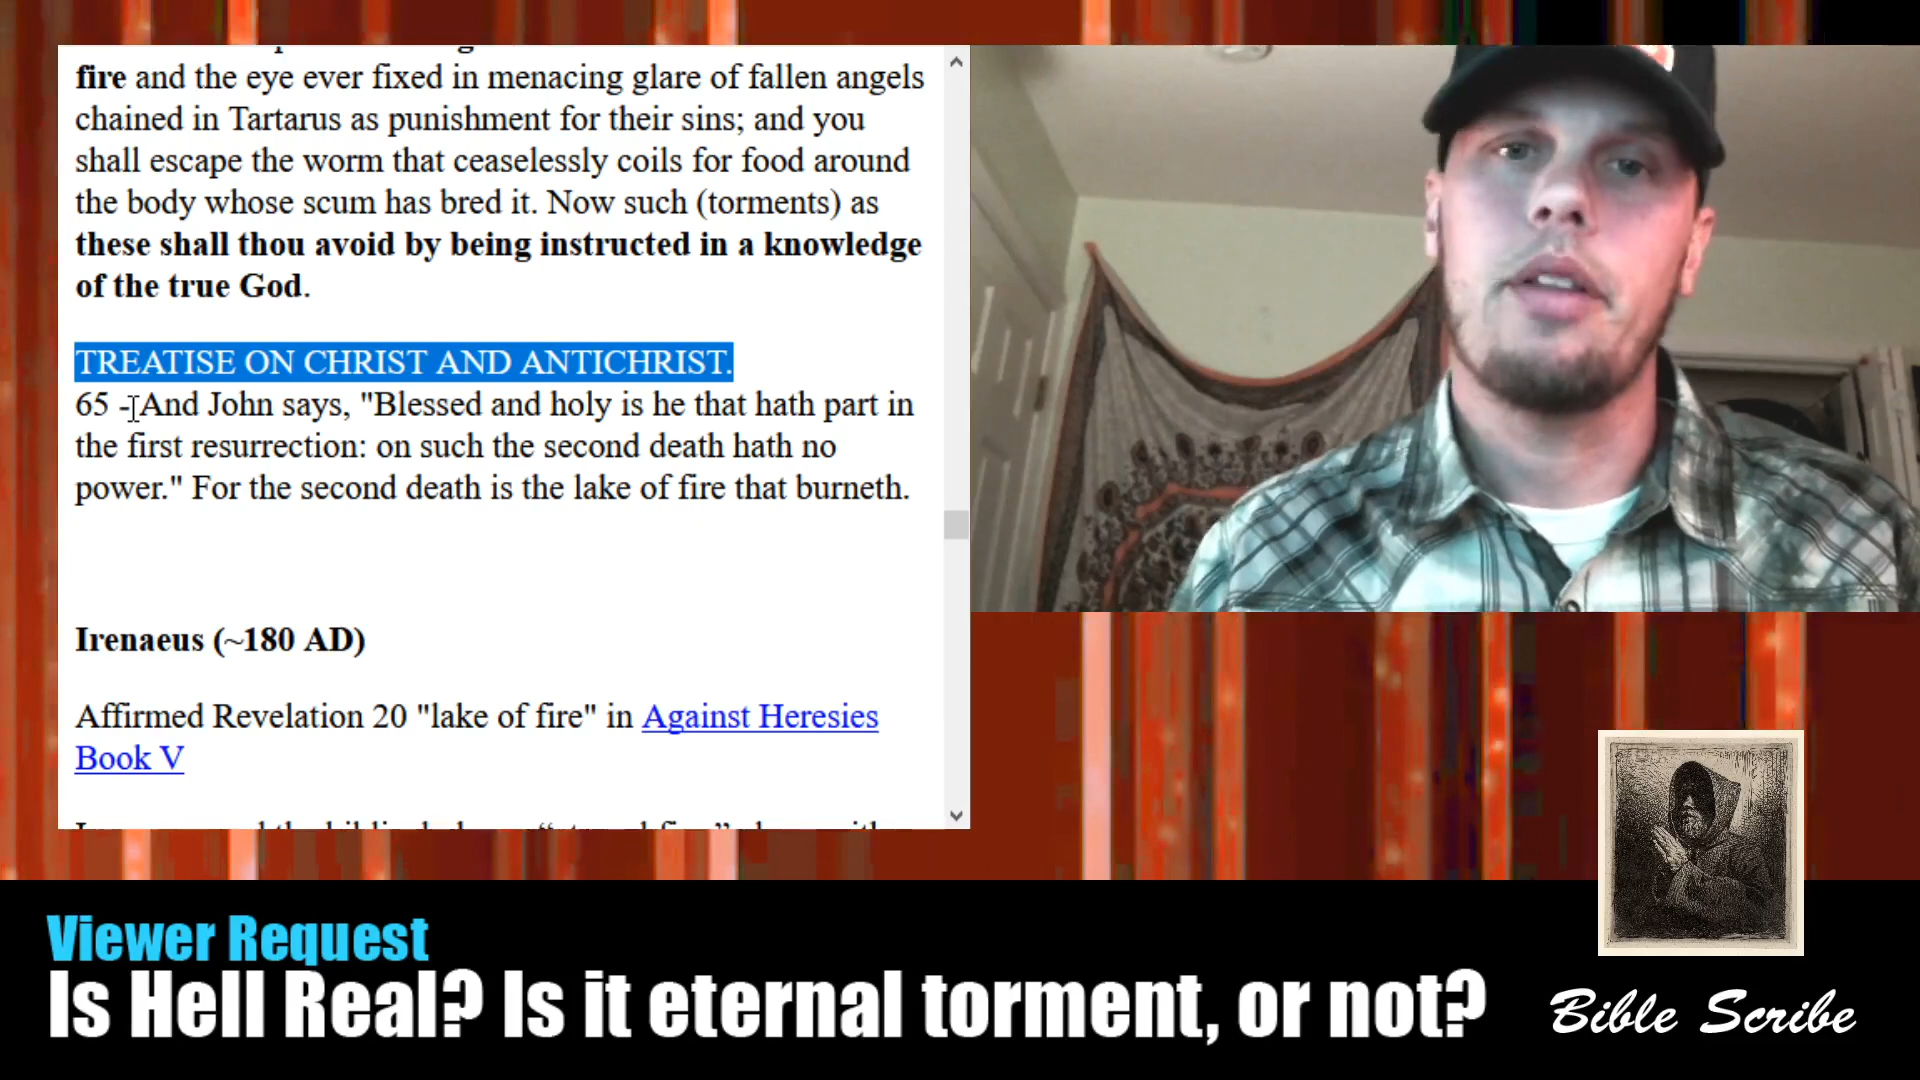 fire and the eye ever fixed in menacing glare of fallen angels
chained in Tartarus as punishment for their sins; and you
shall escape the worm that ceaselessly coils for food around
the body whose scum has bred it. Now such (torments) as
these shall thou avoid by being instructed in a knowledge
of the true God.
TREATISE ON CHRIST AND ANTICHRIST.
65 - And John says, "Blessed and holy is he that hath part in
the first resurrection: on such the second death hath no
power." For the second death is the lake of fire that burneth.
Irenaeus (~180 AD)
Affirmed Revelation 20 "lake of fire" in Against Heresies
Book V
Viewer Request
Is Hell Real? Is it eternal torment, or not?
Bible Scribe